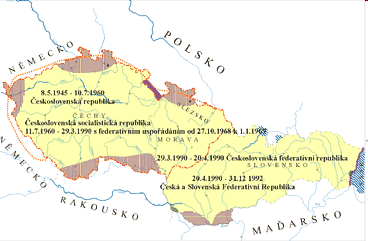 NĚMECKO
POLSKO
8.5.1945 - 10.7.1960
Československá republika
SLEZSKO
ČECHY
Československá socialistická republika
11.7.1960 - 29.3.1990 s federativním uspořádáním od 27.10.1968 k 1.1.1969
MORAVA
29.3.1990 - 20.4.1990 Československá federativní republika
SLOVENSKO
20.4.1990 - 31.12 1992
Česká a Slovenská Federativní Republika
NĚMECKO
RAKOUSKO
MAĎARSKO